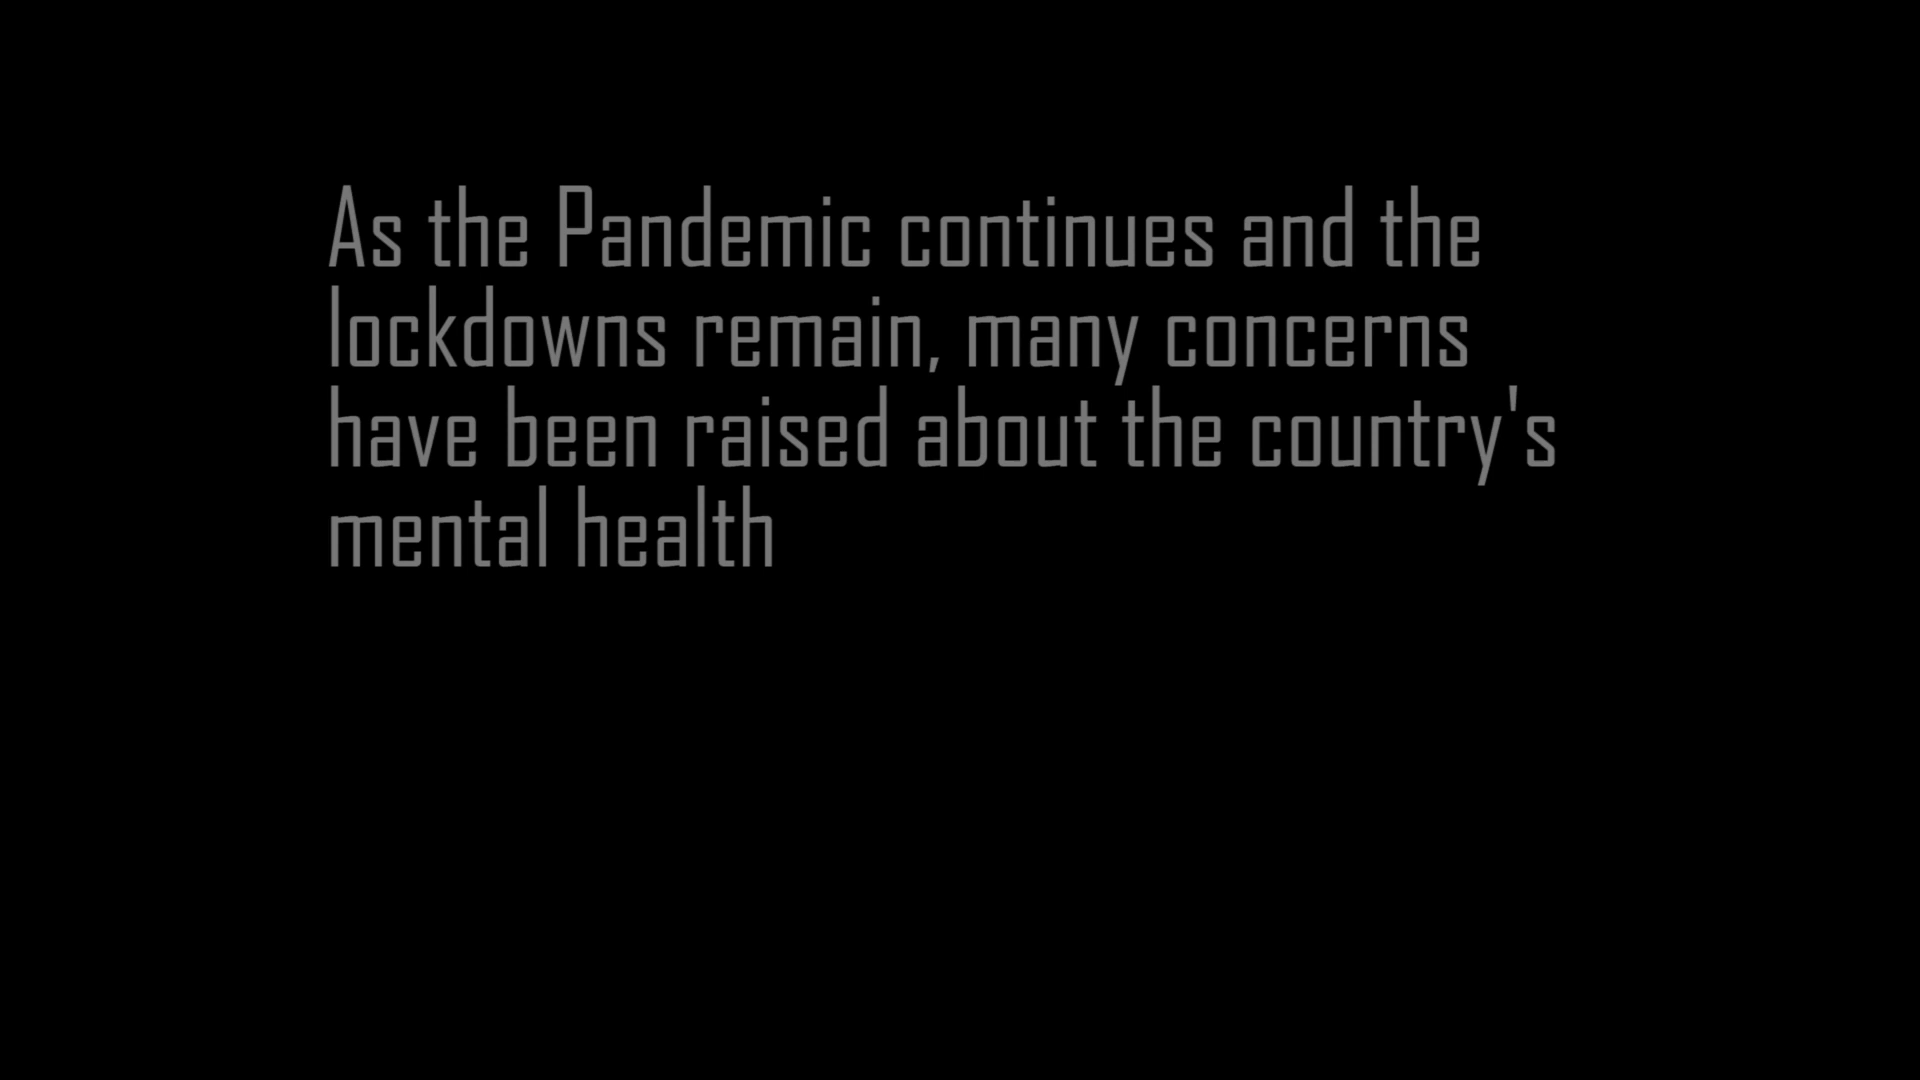 As the Pandemic continues and the
lockdowns remain, many concerns
have been raised about the country's
mental health